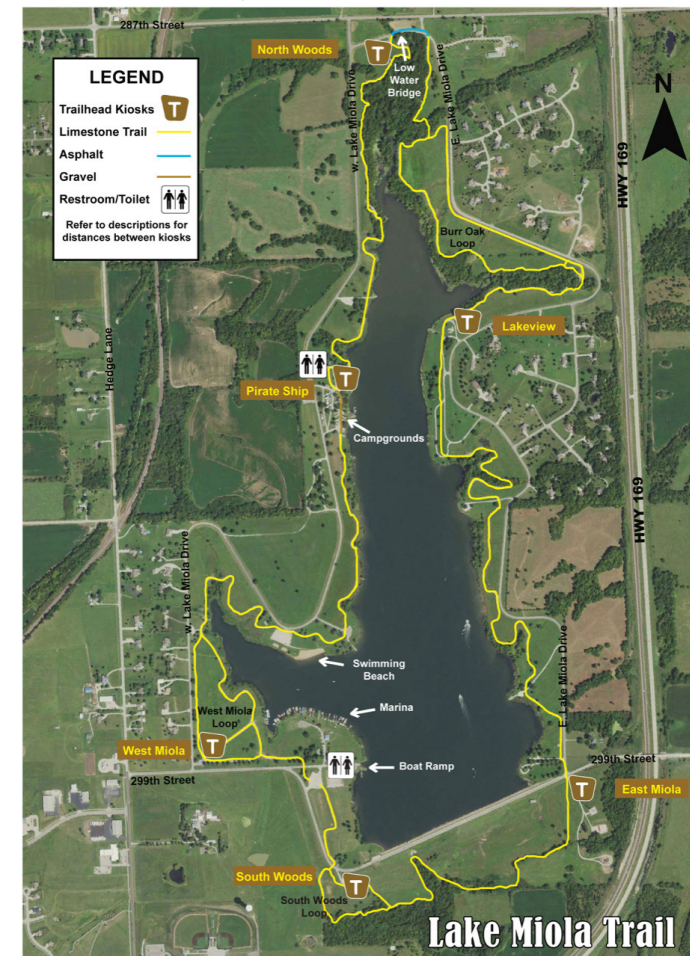 287th Street
North Woods
T
Low
Water
Bridge
w. Lake Miola Drive
E. Lake Miola Drive
N
HWY 169
LEGEND
Trailhead Kiosks T
Limestone Trail
Asphalt
Gravel
Restroom/Toilet
Refer to descriptions for
distances between kiosks
Burr Oak
Loop
T
Lakeview
Hedge Lane
Pirate Ship
T
Campgrounds
HWY 169
w. Lake Miola Drive
E. Lake Miola Drive
Swimming
Beach
West Miola
Loop'
Marina
West Miola
T
299th Street
Boat Ramp
299th Street
T
East Miola
South Woods
T
South Woods
Loop
Lake Miola Trail